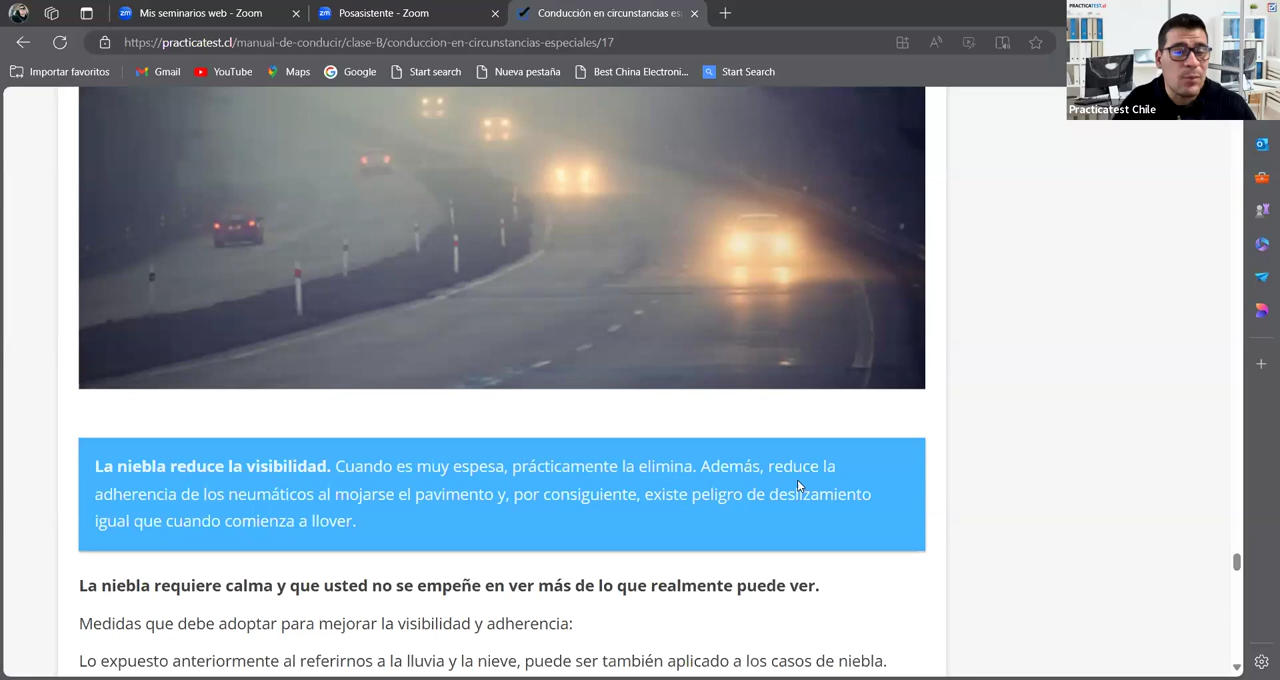 Mis seminarios web - Zoom
Posasistente - Zoom
Conducción en circunstancias es
https://practicatest.cl/manual-de-conducir/clase-B/conduccion-en-circunstancias-especiales/17
Importar favoritos
Gmail
YouTube
Maps
Google
Start search
Nueva pestaña
Best China Electroni...
Start Search
PRACTICATEST.cl
Practicatest Chile
La niebla reduce la visibilidad. Cuando es muy espesa, prácticamente la elimina. Además, reduce la
adherencia de los neumáticos al mojarse el pavimento y, por consiguiente, existe peligro de deslizamiento
igual que cuando comienza a llover.
La niebla requiere calma y que usted no se empeñe en ver más de lo que realmente puede ver.
Medidas que debe adoptar para mejorar la visibilidad y adherencia:
Lo expuesto anteriormente al referirnos a la lluvia y la nieve, puede ser también aplicado a los casos de niebla.